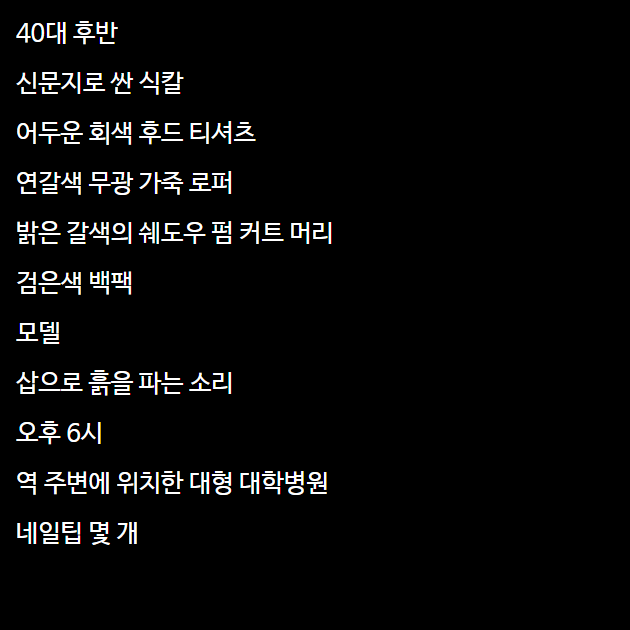 40대 후반
신문지로 싼 식칼
어두운 회색 후드 티셔츠
연갈색 무광 가죽 로퍼
밝은 갈색의 쉐도우 펌 커트 머리
검은색 백팩
모델
삽으로 흙을 파는 소리
오후 6시
역 주변에 위치한 대형 대학병원
네일팁 몇 개